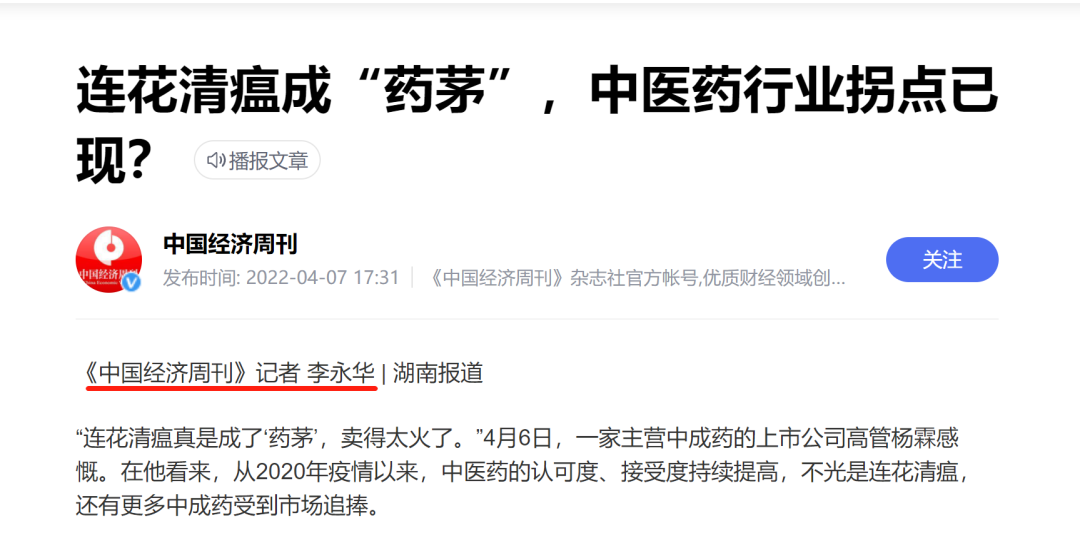 连花清瘟成“药茅”，中医药行业拐点已
现？ 播报文章
中国经济周刊
中国经济周刊
发布时间: 2022-04-07 17:31 《中国经济周刊》杂志社官方帐号,优质财经领域创...
关注
《中国经济周刊》记者 李永华 | 湖南报道
“连花清瘟真是成了‘药茅’，卖得太火了。”4月6日，一家主营中成药的上市公司高管杨霖感
慨。在他看来，从2020年疫情以来，中医药的认可度、接受度持续提高，不光是连花清瘟，
还有更多中成药受到市场追捧。